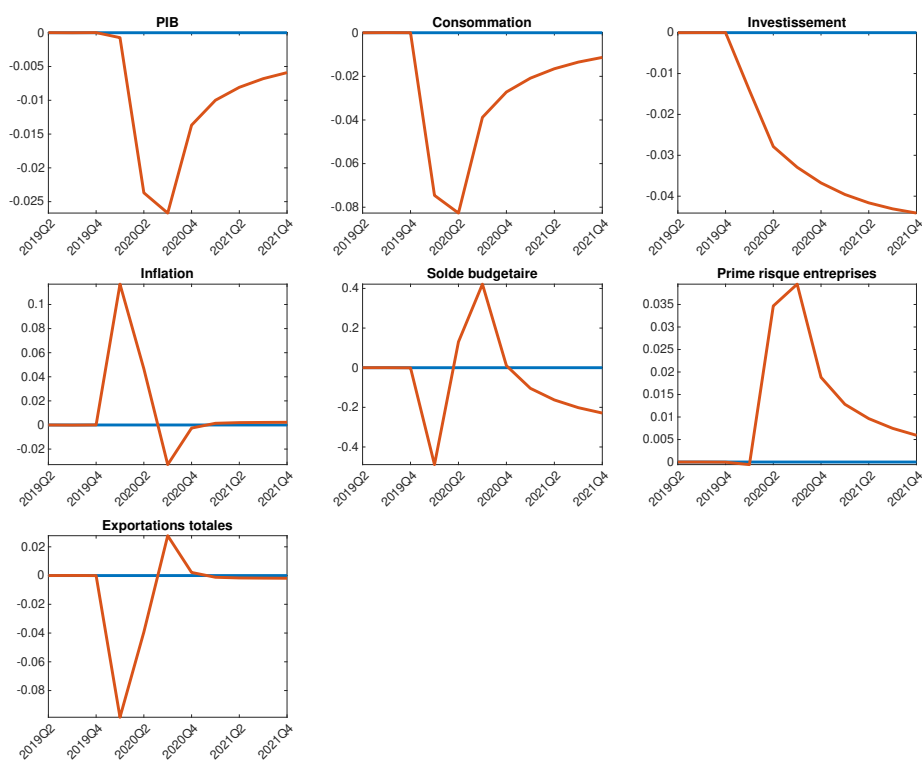 PIB
0
-0.005
-0.01
-0.015
-0.02
-0.025
2019Q2
2019Q4
2020Q2
2020Q4
2021Q2
2021Q4
Consommation
0
-0.02
-0.04
-0.06
-0.08
2019Q2
2019Q4
2020Q2
2020Q4
2021Q2
2021Q4
Investissement
0
-0.01
-0.02
-0.03
-0.04
2019Q2
2019Q4
2020Q2
2020Q4
2021Q2
2021Q4
Inflation
0.1
0.08
0.06
0.04
0.02
0
-0.02
2019Q2
2019Q4
2020Q2
2020Q4
2021Q2
2021Q4
Solde budgetaire
0.4
0.2
0
-0.2
-0.4
2019Q2
2019Q4
2020Q2
2020Q4
2021Q2
2021Q4
Prime risque entreprises
0.035
0.03
0.025
0.02
0.015
0.01
0.005
0
2019Q2
2019Q4
2020Q2
2020Q4
2021Q2
2021Q4
Exportations totales
0.02
0
-0.02
-0.04
-0.06
-0.08
2019Q2
2019Q4
2020Q2
2020Q4
2021Q2
2021Q4